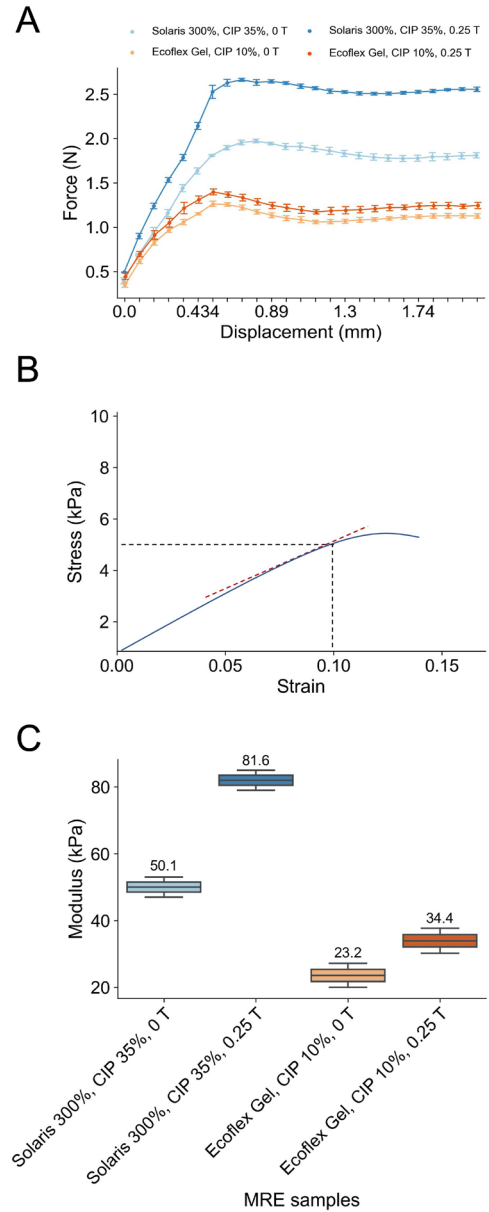 A
Solaris 300%, CIP 35%, 0 T
Solaris 300%, CIP 35%, 0.25 T
Ecoflex Gel, CIP 10%, 0 T
Ecoflex Gel, CIP 10%, 0.25 T
2.5
2.0
1.5
1.0
0.5
Force (N)
0.0 0.434 0.89 1.3 1.74
Displacement (mm)
B
10
8
6
4
2
Stress (kPa)
0.00 0.05 0.10 0.15
Strain
C
80
60
40
20
Modulus (kPa)
50.1
81.6
23.2
34.4
Solaris 300%, CIP 35%, 0 T
Solaris 300%, CIP 35%, 0.25 T
Ecoflex Gel, CIP 10%, 0 T
Ecoflex Gel, CIP 10%, 0.25 T
MRE samples